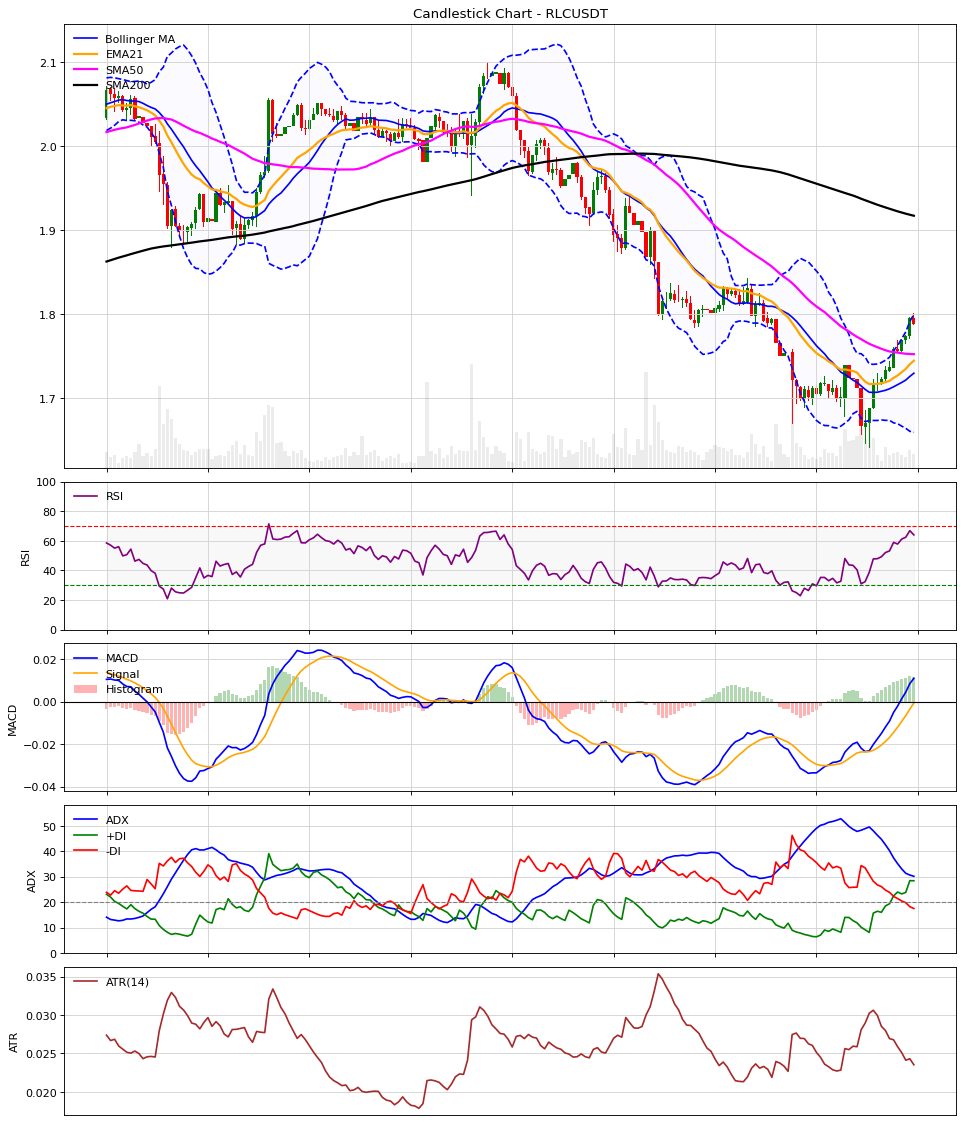 Candlestick Chart - RLCUSDT
Bollinger MA
EMA21
SMA50
SMA200
2.1
2.0
1.9
1.8
1.7
RSI
100
80
60
40
20
0
RSI
MACD
Signal
Histogram
0.02
0.00
−0.02
−0.04
MACD
ADX
+DI
-DI
50
40
30
20
10
0
ADX
ATR(14)
0.035
0.030
0.025
0.020
ATR